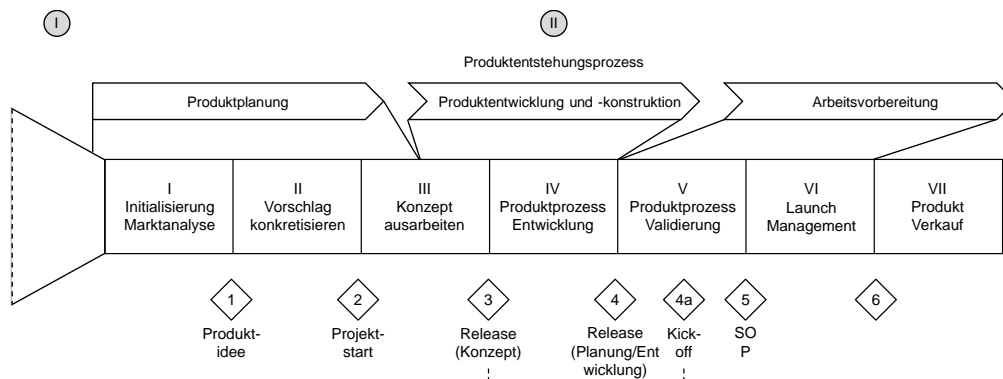 I
II
Produktentstehungsprozess
Produktplanung
Produktentwicklung und -konstruktion
Arbeitsvorbereitung
I
Initialisierung
Marktanalyse
II
Vorschlag
konkretisieren
III
Konzept
ausarbeiten
IV
Produktprozess
Entwicklung
V
Produktprozess
Validierung
VI
Launch
Management
VII
Produkt
Verkauf
1
Produkt-
idee
2
Projekt-
start
3
Release
(Konzept)
4
Release
(Planung/Ent
wicklung)
4a
Kick-
off
5
SO
P
6